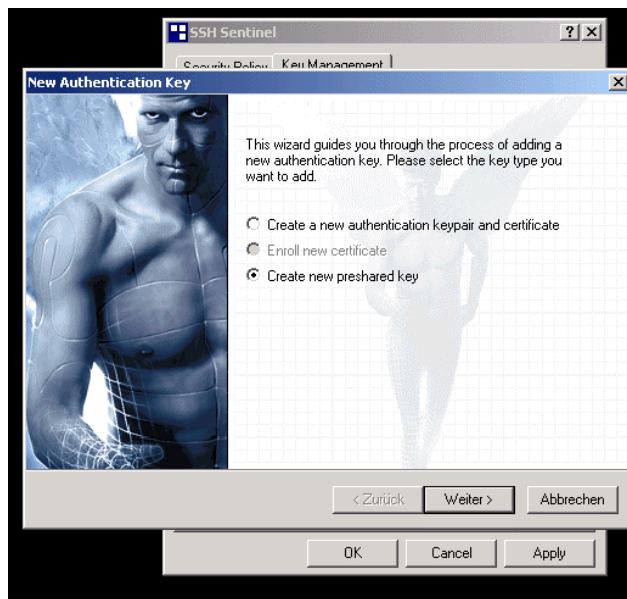 SSH Sentinel
Security Policy Key Management
New Authentication Key
This wizard guides you through the process of adding a
new authentication key. Please select the key type you
want to add.
Create a new authentication keypair and certificate
Enroll new certificate
Create new preshared key
< Zurück Weiter > Abbrechen
OK Cancel Apply